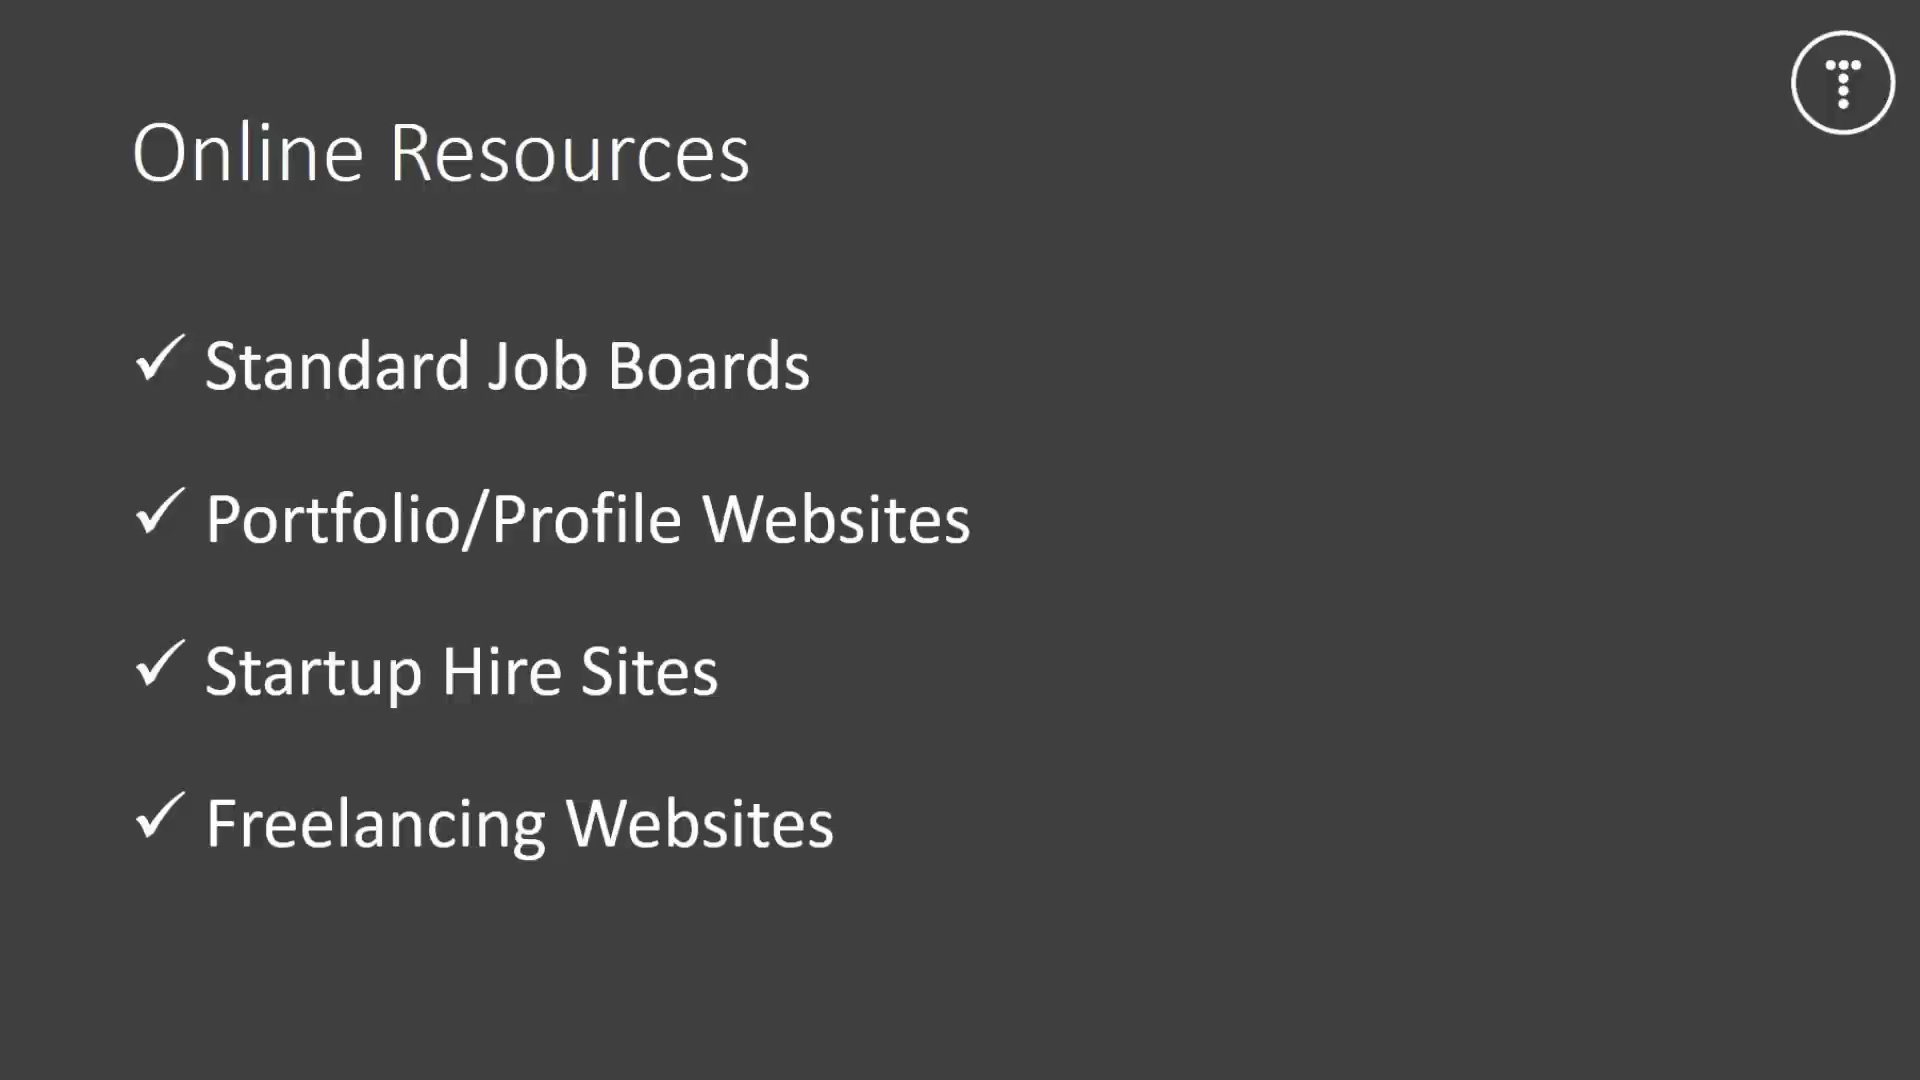 Online Resources
✓ Standard Job Boards
✓ Portfolio/Profile Websites
✓ Startup Hire Sites
✓ Freelancing Websites
T